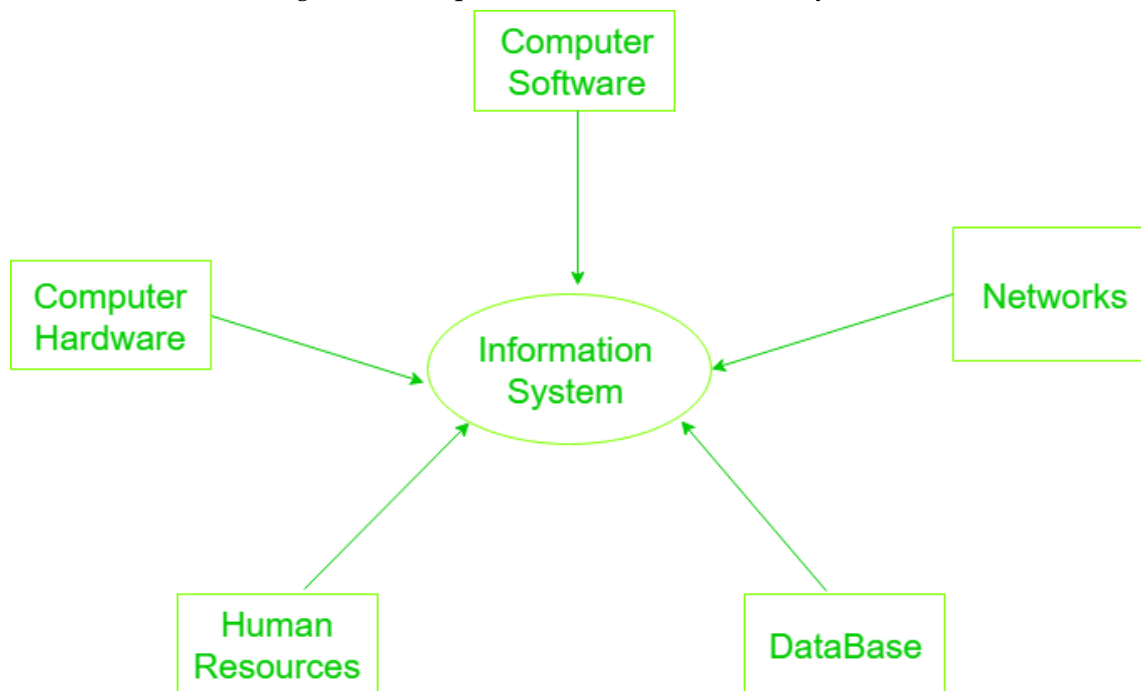 Computer
Software
Networks
Computer
Hardware
Information
System
Human
Resources
DataBase